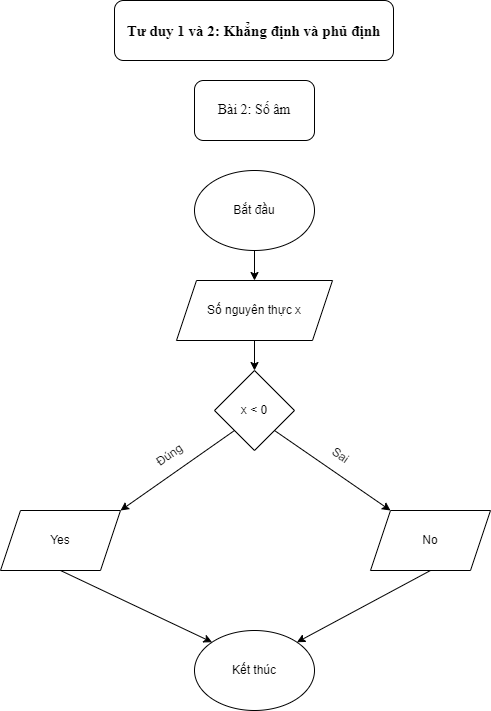 Tư duy 1 và 2: Khẳng định và phủ định
Bài 2: Số âm
Bắt đầu
Số nguyên thực x
x < 0
Đúng
Sai
Yes
No
Kết thúc